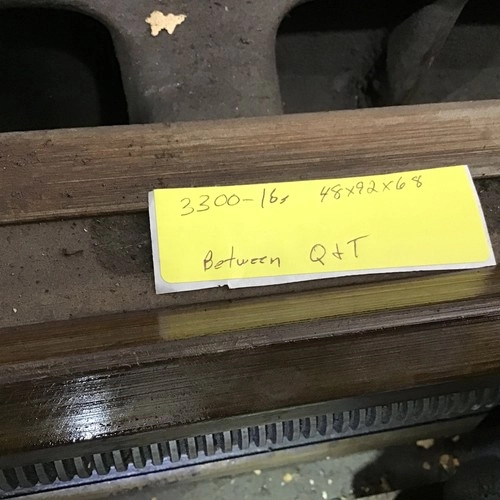 3300-lbs 48x92x68
Between Q & T